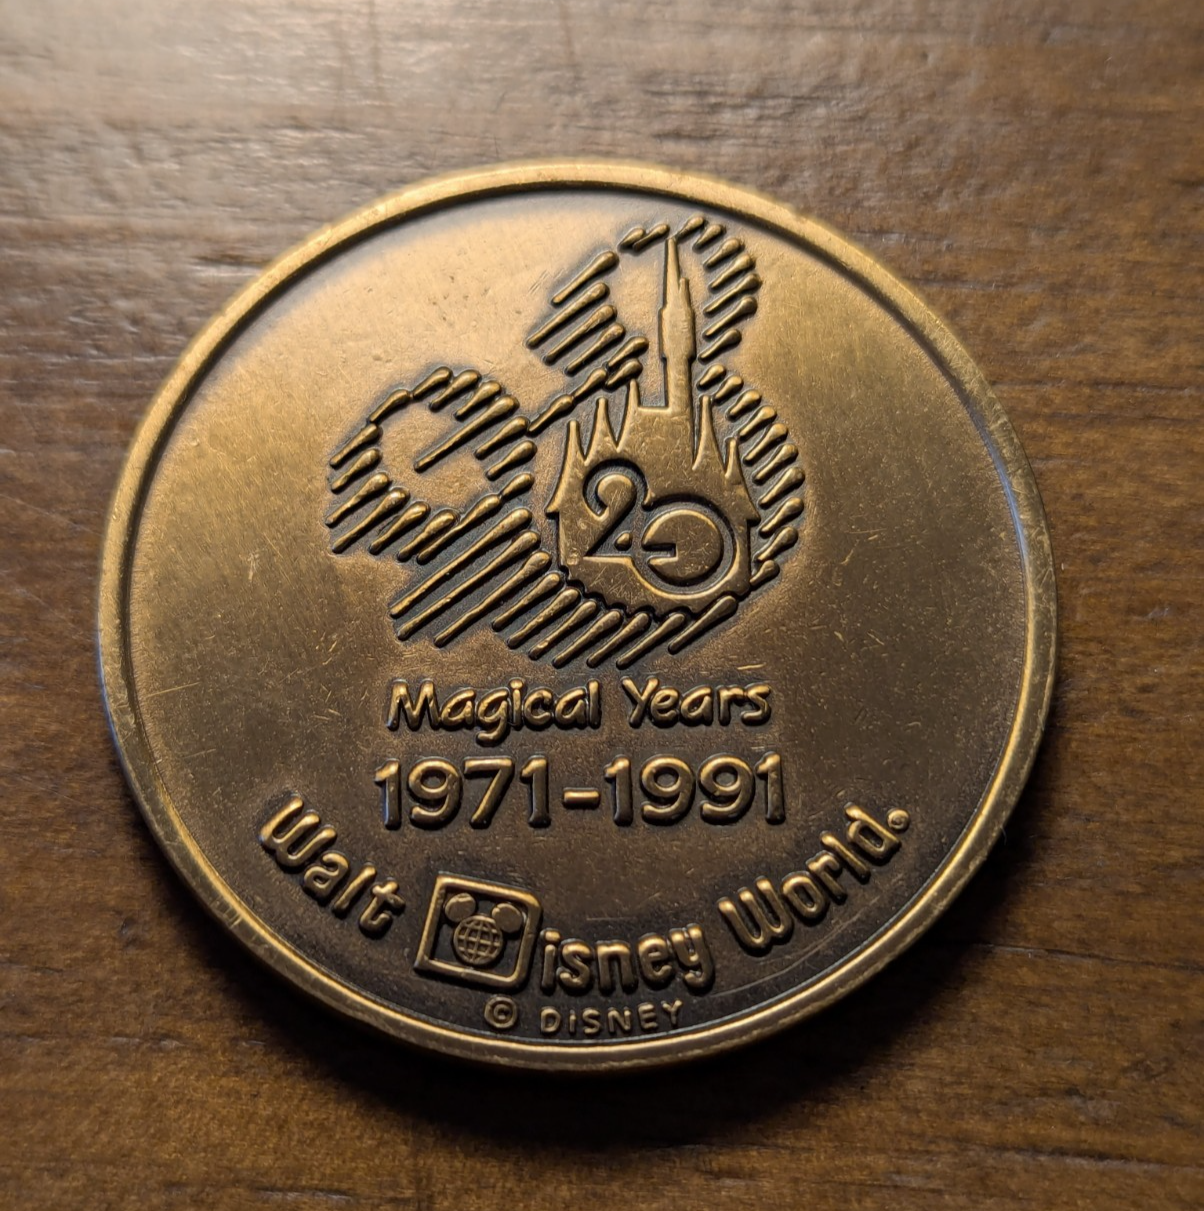 20
Magical Years
1971-1991
Walt Disney World®
© DISNEY